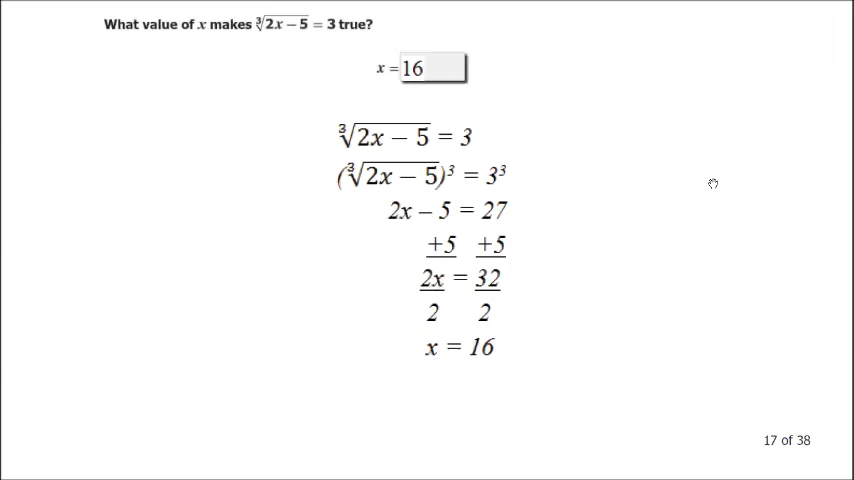 What value of x makes ∛(2x − 5) = 3 true?
x = 16
∛(2x − 5) = 3
(∛(2x − 5))³ = 3³
2x − 5 = 27
+5 +5
2x = 32
2 2
x = 16
17 of 38